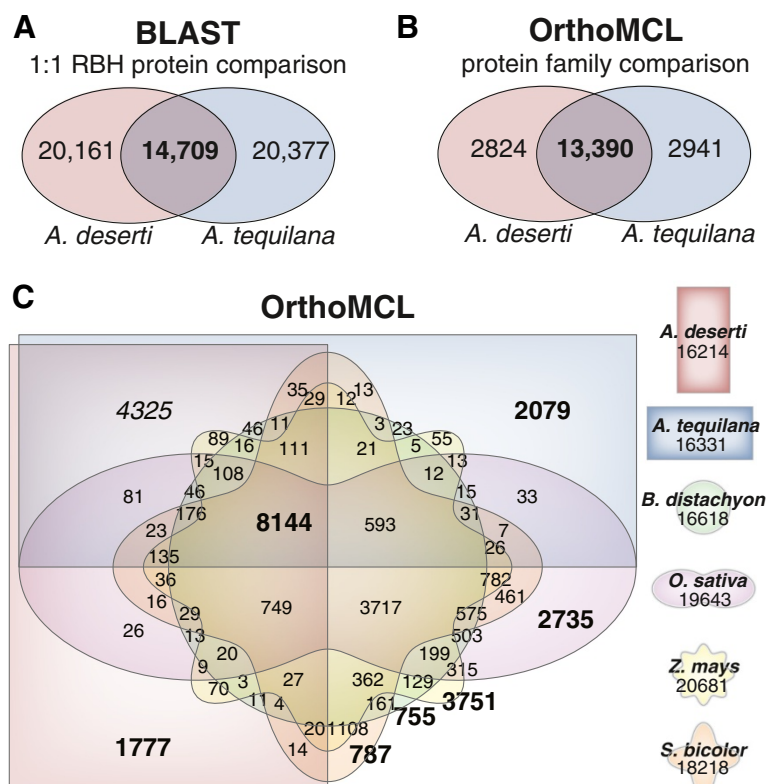 A
BLAST
1:1 RBH protein comparison
20,161 14,709 20,377
A. deserti A. tequilana
B
OrthoMCL
protein family comparison
2824 13,390 2941
A. deserti A. tequilana
C
OrthoMCL
4325
2079
35 29 12 13
46 11 3 23
89 16 111 21 5 55
15 108 12 13
81 46 15 33
176 8144 593 31
23 7
135 26
36 782
16 461
29 749 3717 575 2735
26 13 503
20 199
9 315
70 3 27 362 129
11 4 161 3751
755
201108
14 787
1777
A. deserti
16214
A. tequilana
16331
B. distachyon
16618
O. sativa
19643
Z. mays
20681
S. bicolor
18218